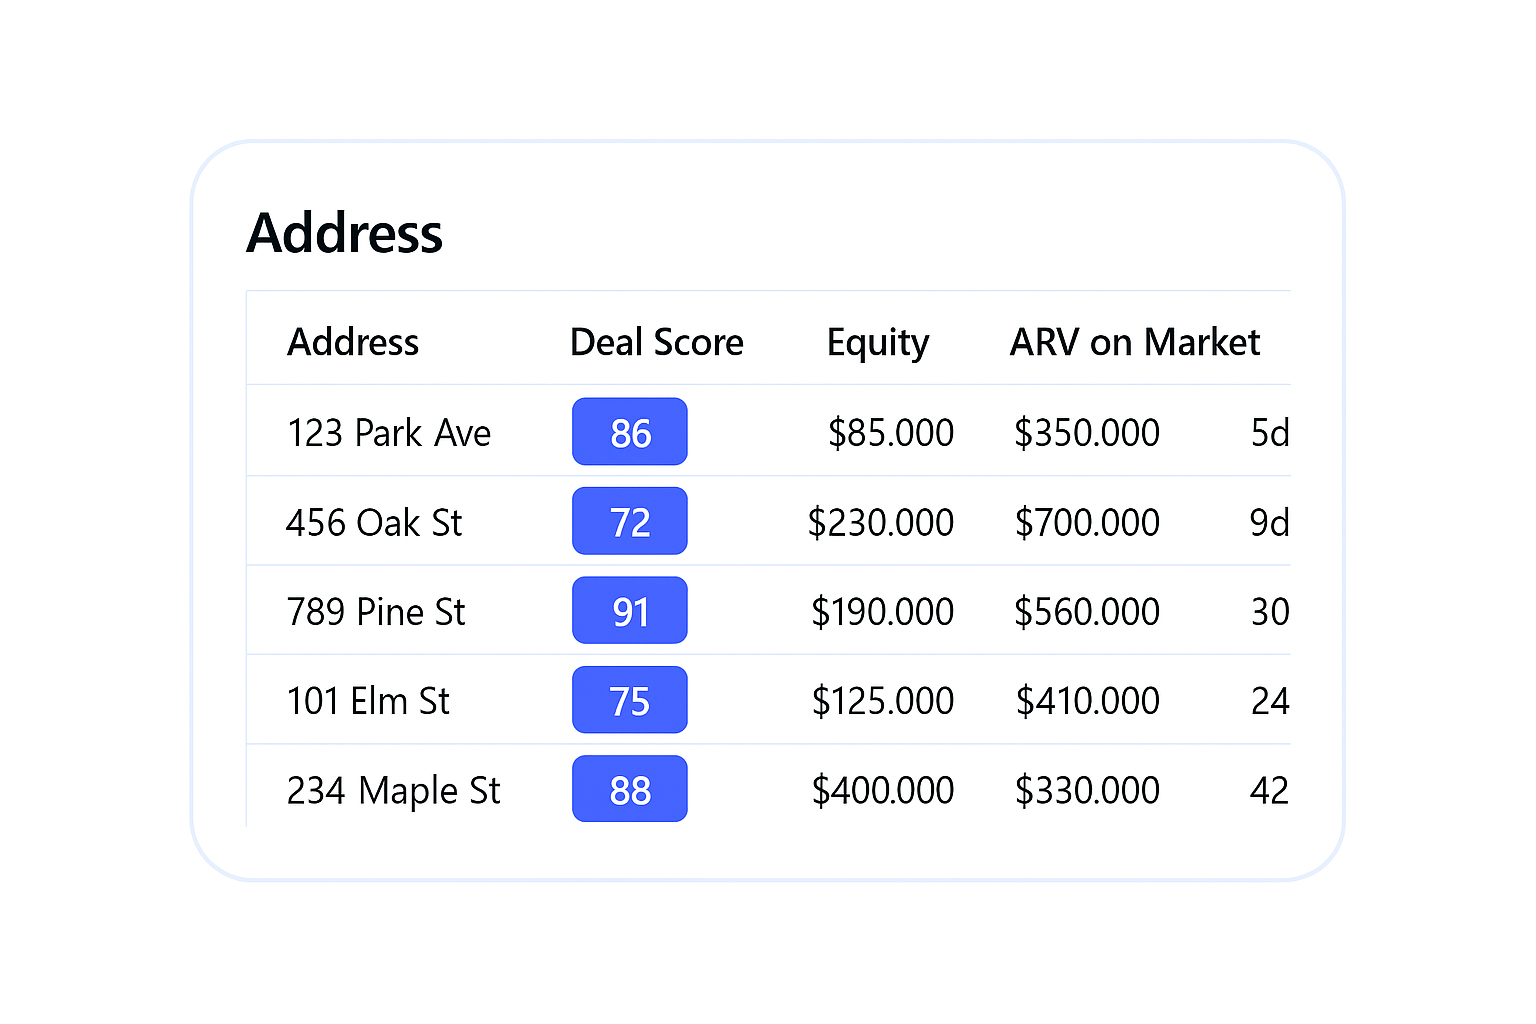 Address
Address Deal Score Equity ARV on Market
123 Park Ave 86 $85.000 $350.000 5d
456 Oak St 72 $230.000 $700.000 9d
789 Pine St 91 $190.000 $560.000 30
101 Elm St 75 $125.000 $410.000 24
234 Maple St 88 $400.000 $330.000 42